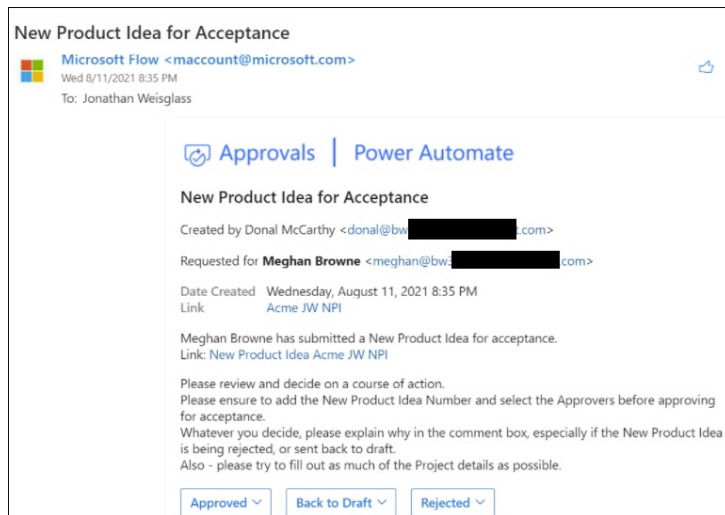 New Product Idea for Acceptance
Microsoft Flow <maccount@microsoft.com>
Wed 8/11/2021 8:35 PM
To: Jonathan Weisglass
Approvals | Power Automate
New Product Idea for Acceptance
Created by Donal McCarthy <donal@bw .com>
Requested for Meghan Browne <meghan@bw .com>
Date Created Wednesday, August 11, 2021 8:35 PM
Link Acme JW NPI
Meghan Browne has submitted a New Product Idea for acceptance.
Link: New Product Idea Acme JW NPI
Please review and decide on a course of action.
Please ensure to add the New Product Idea Number and select the Approvers before approving
for acceptance.
Whatever you decide, please explain why in the comment box, especially if the New Product Idea
is being rejected, or sent back to draft.
Also - please try to fill out as much of the Project details as possible.
Approved Back to Draft Rejected